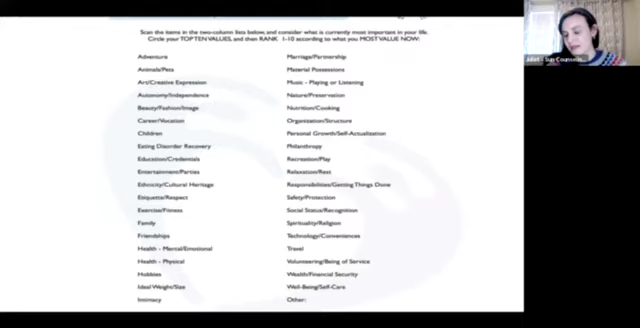 Scan the items in the two-column lists below, and consider what is currently most important in your life.
Circle your TOP TEN VALUES, and then RANK 1-10 according to what you MOST VALUE NOW:
Adventure
Animals/Pets
Art/Creative Expression
Autonomy/Independence
Beauty/Fashion/Image
Career/Vocation
Children
Eating Disorder Recovery
Education/Credentials
Entertainment/Parties
Ethnicity/Cultural Heritage
Etiquette/Respect
Exercise/Fitness
Family
Friendships
Health - Mental/Emotional
Health - Physical
Hobbies
Ideal Weight/Size
Intimacy
Marriage/Partnership
Material Possessions
Music - Playing or Listening
Nature/Preservation
Nutrition/Cooking
Organization/Structure
Personal Growth/Self-Actualization
Philanthropy
Recreation/Play
Relaxation/Rest
Responsibilities/Getting Things Done
Safety/Protection
Social Status/Recognition
Spirituality/Religion
Technology/Conveniences
Travel
Volunteering/Being of Service
Wealth/Financial Security
Well-Being/Self-Care
Other: